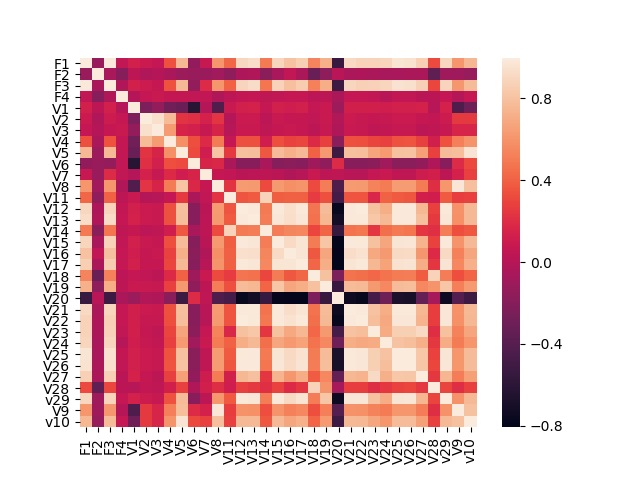 F1
F2
F3
F4
V1
V2
V3
V4
V5
V6
V7
V8
V11
V12
V13
V14
V15
V16
V17
V18
V19
V20
V21
V22
V23
V24
V25
V26
V27
V28
v29
V9
v10
F1 F2 F3 F4 V1 V2 V3 V4 V5 V6 V7 V8 V11 V12 V13 V14 V15 V16 V17 V18 V19 V20 V21 V22 V23 V24 V25 V26 V27 V28 v29 V9 v10
0.8
0.4
0.0
−0.4
−0.8